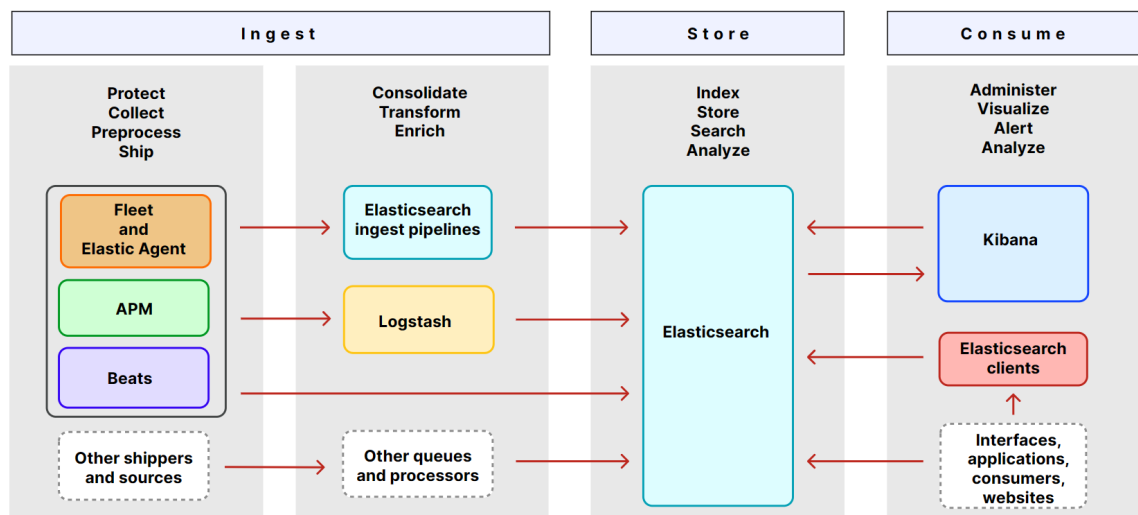 Ingest
Store
Consume
Protect
Collect
Preprocess
Ship
Consolidate
Transform
Enrich
Index
Store
Search
Analyze
Administer
Visualize
Alert
Analyze
Fleet
and
Elastic Agent
APM
Beats
Other shippers
and sources
Elasticsearch
ingest pipelines
Logstash
Other queues
and processors
Elasticsearch
Kibana
Elasticsearch
clients
Interfaces,
applications,
consumers,
websites